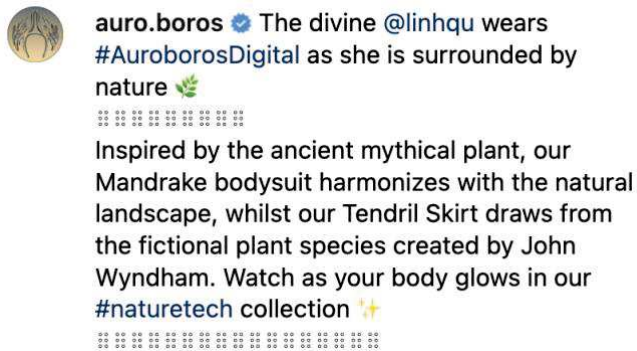 auro.boros The divine @linhqu wears
#AuroborosDigital as she is surrounded by
nature 🌿
⠿⠿⠿⠿⠿⠿⠿⠿⠿
Inspired by the ancient mythical plant, our
Mandrake bodysuit harmonizes with the natural
landscape, whilst our Tendril Skirt draws from
the fictional plant species created by John
Wyndham. Watch as your body glows in our
#naturetech collection ✨
⠿⠿⠿⠿⠿⠿⠿⠿⠿⠿⠿⠿⠿⠿⠿⠿⠿